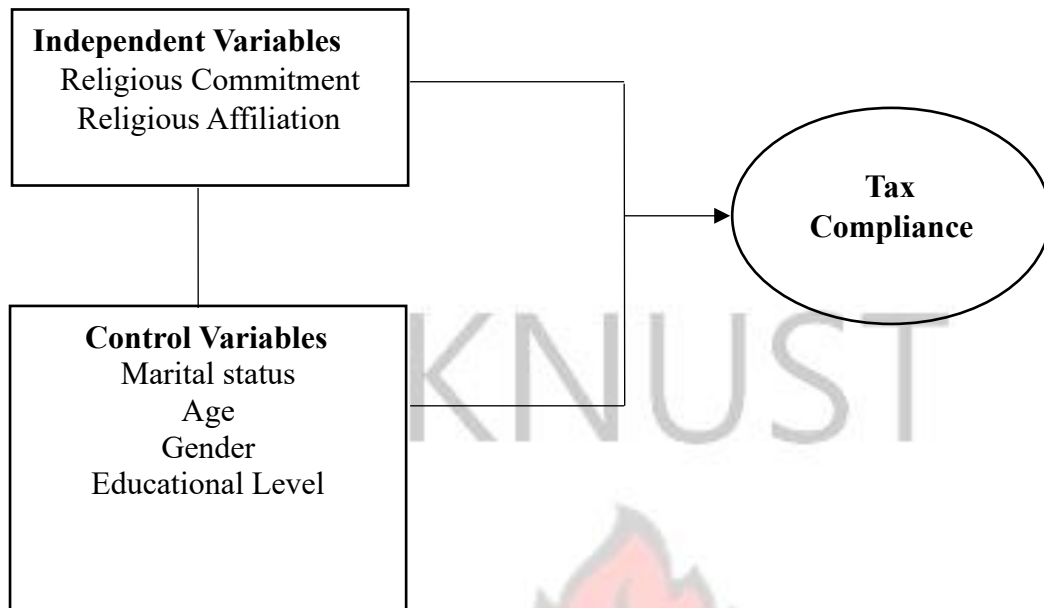 Independent Variables
Religious Commitment
Religious Affiliation
Tax
Compliance
Control Variables
Marital status
Age
Gender
Educational Level
KNUST